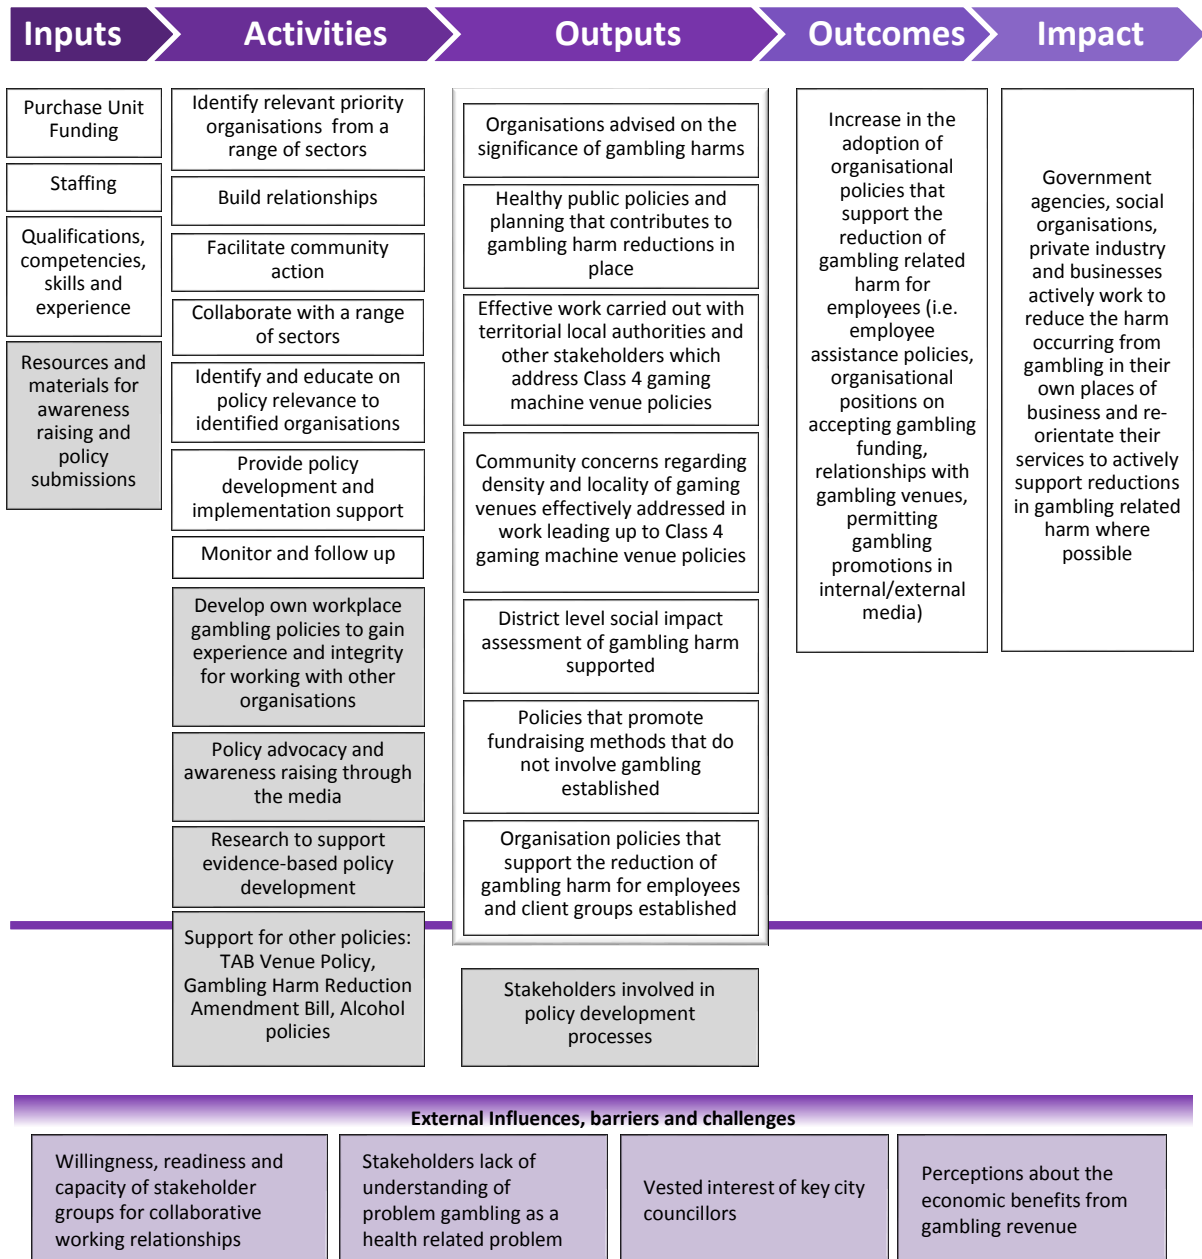 Inputs
Activities
Outputs
Outcomes
Impact
Purchase Unit
Funding
Staffing
Qualifications,
competencies,
skills and
experience
Resources and
materials for
awareness
raising and
policy
submissions
Identify relevant priority
organisations from a
range of sectors
Build relationships
Facilitate community
action
Collaborate with a range
of sectors
Identify and educate on
policy relevance to
identified organisations
Provide policy
development and
implementation support
Monitor and follow up
Develop own workplace
gambling policies to gain
experience and integrity
for working with other
organisations
Policy advocacy and
awareness raising through
the media
Research to support
evidence-based policy
development
Support for other policies:
TAB Venue Policy,
Gambling Harm Reduction
Amendment Bill, Alcohol
policies
Organisations advised on the
significance of gambling harms
Healthy public policies and
planning that contributes to
gambling harm reductions in
place
Effective work carried out with
territorial local authorities and
other stakeholders which
address Class 4 gaming
machine venue policies
Community concerns regarding
density and locality of gaming
venues effectively addressed in
work leading up to Class 4
gaming machine venue policies
District level social impact
assessment of gambling harm
supported
Policies that promote
fundraising methods that do
not involve gambling
established
Organisation policies that
support the reduction of
gambling harm for employees
and client groups established
Stakeholders involved in
policy development
processes
Increase in the
adoption of
organisational
policies that
support the
reduction of
gambling related
harm for
employees (i.e.
employee
assistance policies,
organisational
positions on
accepting gambling
funding,
relationships with
gambling venues,
permitting
gambling
promotions in
internal/external
media)
Government
agencies, social
organisations,
private industry
and businesses
actively work to
reduce the harm
occurring from
gambling in their
own places of
business and re-
orientate their
services to actively
support reductions
in gambling related
harm where
possible
External Influences, barriers and challenges
Willingness, readiness and
capacity of stakeholder
groups for collaborative
working relationships
Stakeholders lack of
understanding of
problem gambling as a
health related problem
Vested interest of key city
councillors
Perceptions about the
economic benefits from
gambling revenue